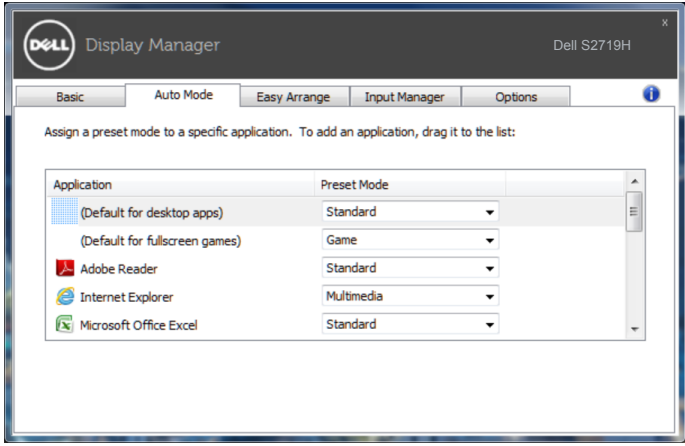 DELL Display Manager
x
Dell S2719H
Basic Auto Mode Easy Arrange Input Manager Options
Assign a preset mode to a specific application. To add an application, drag it to the list:
Application Preset Mode
(Default for desktop apps) Standard
(Default for fullscreen games) Game
Adobe Reader Standard
Internet Explorer Multimedia
Microsoft Office Excel Standard